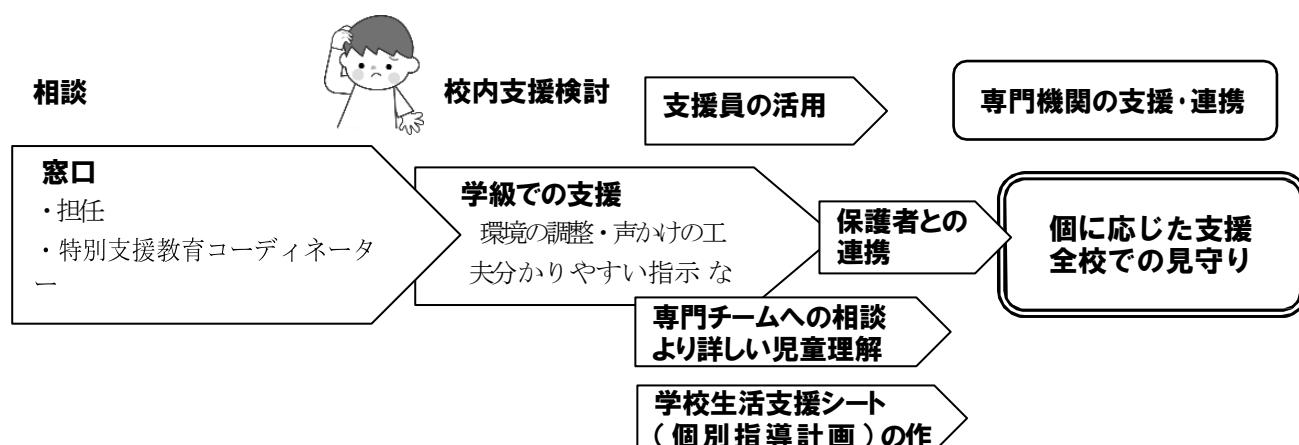 相談
校内支援検討
支援員の活用
専門機関の支援・連携
窓口
・担任
・特別支援教育コーディネータ
ー
学級での支援
環境の調整・声かけの工
夫分かりやすい指示 な
保護者との
連携
個に応じた支援
全校での見守り
専門チームへの相談
より詳しい児童理解
学校生活支援シート
(個別指導計画)の作